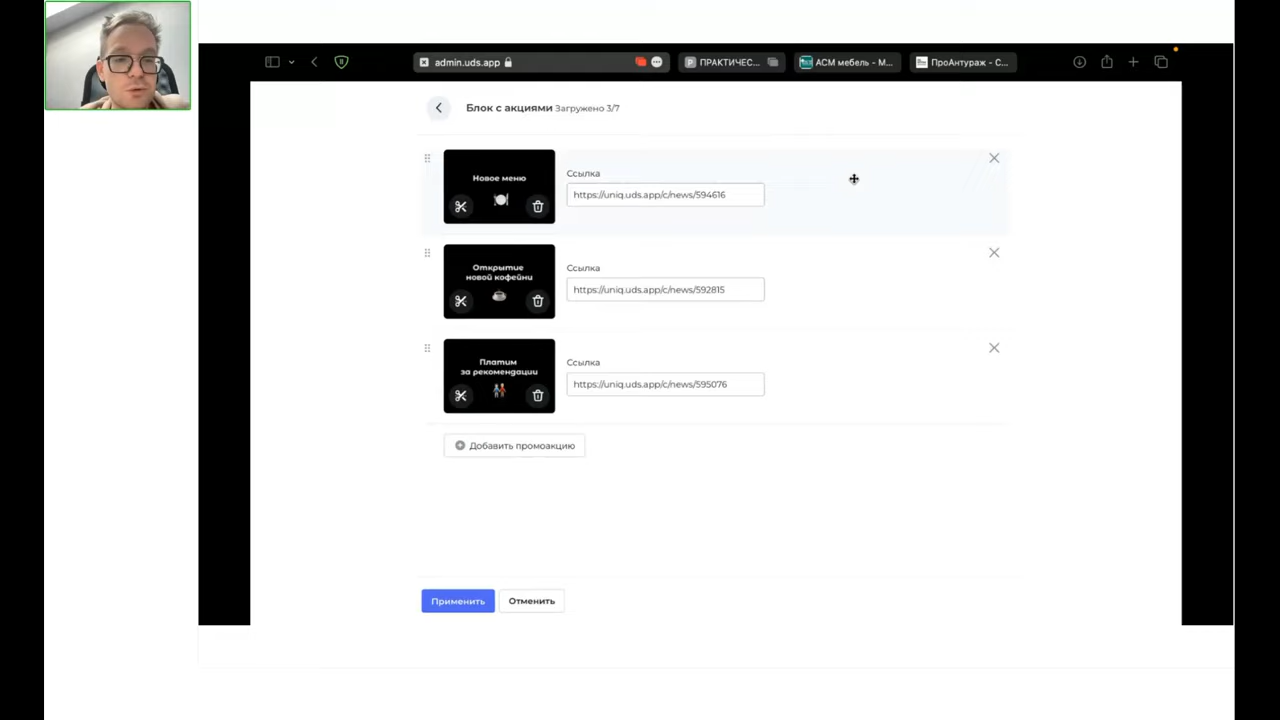 admin.uds.app
ПРАКТИЧЕС...
АСМ мебель - М...
ПроАнтураж - С...
Блок с акциями Загружено 3/7
Новое меню
Ссылка
https://uniq.uds.app/c/news/594616
Открытие
новой кофейни
Ссылка
https://uniq.uds.app/c/news/592815
Платим
за рекомендации
Ссылка
https://uniq.uds.app/c/news/595076
Добавить промоакцию
Применить
Отменить